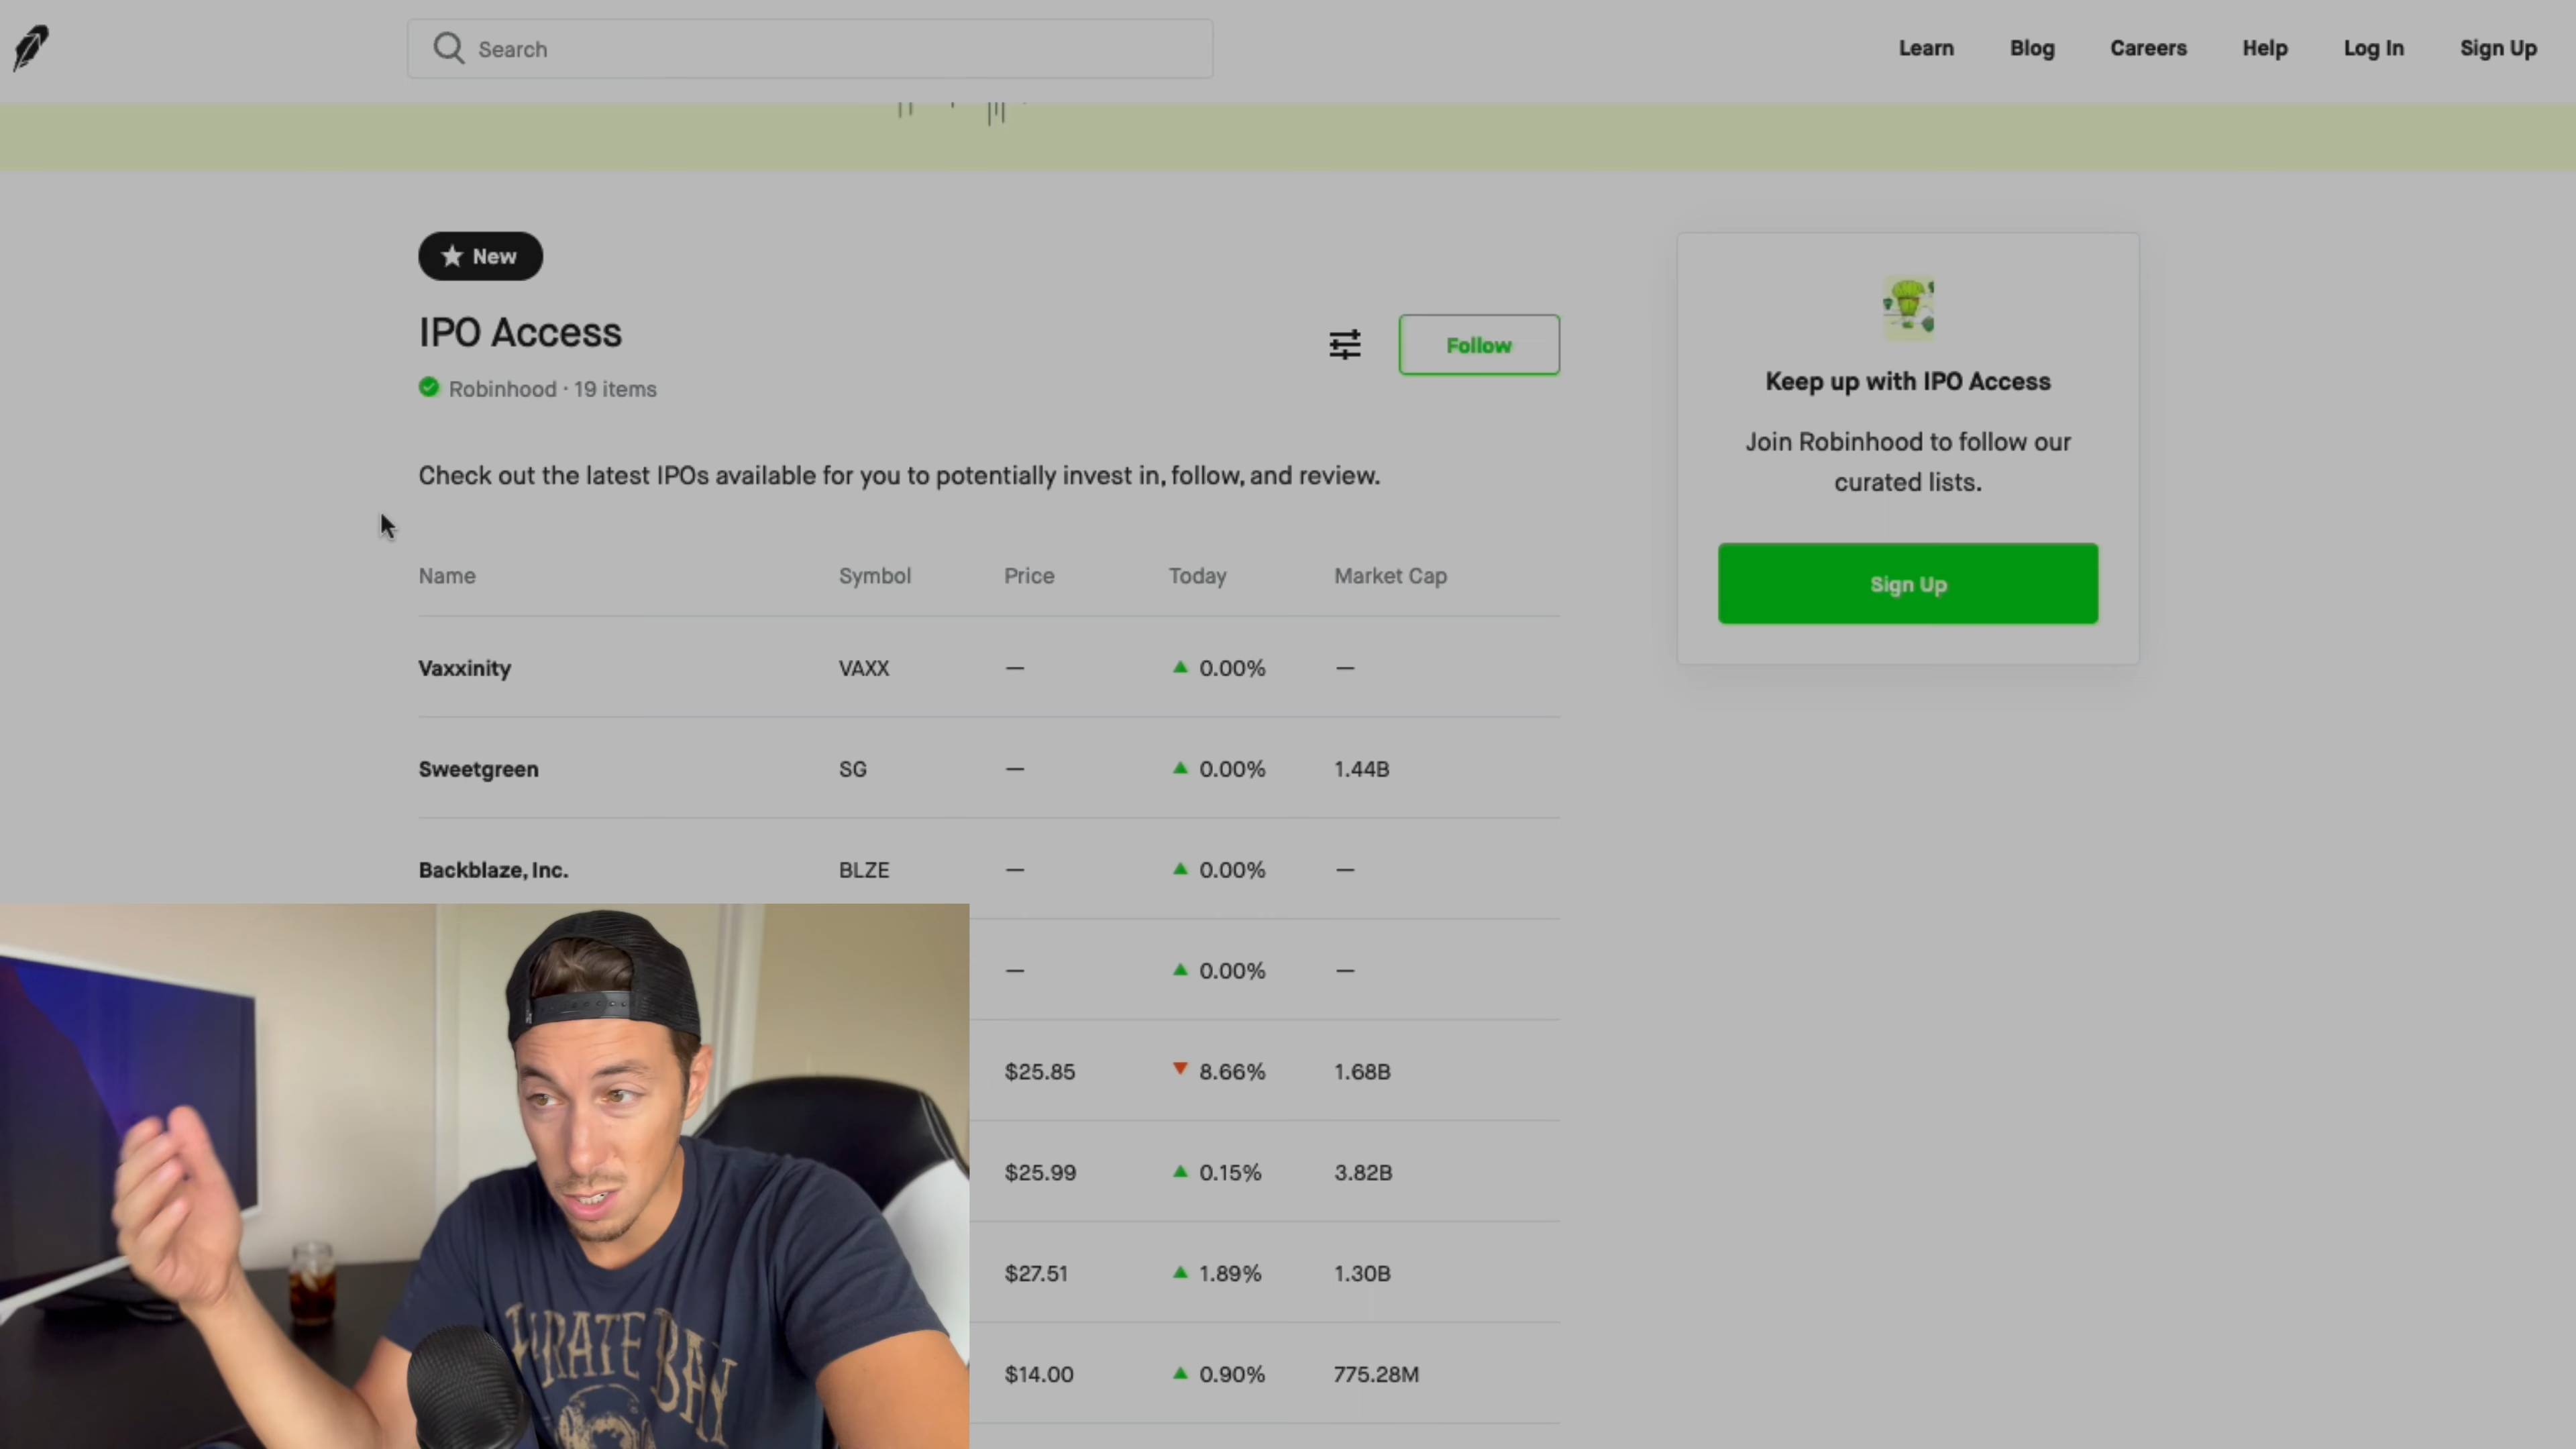 Search
Learn Blog Careers Help Log In Sign Up
New
IPO Access
Follow
Robinhood · 19 items
Check out the latest IPOs available for you to potentially invest in, follow, and review.
Name Symbol Price Today Market Cap
Vaxxinity VAXX — 0.00% —
Sweetgreen SG — 0.00% 1.44B
Backblaze, Inc. BLZE — 0.00% —
— 0.00% —
$25.85 8.66% 1.68B
$25.99 0.15% 3.82B
$27.51 1.89% 1.30B
$14.00 0.90% 775.28M
Keep up with IPO Access
Join Robinhood to follow our
curated lists.
Sign Up
PIRATE BAY